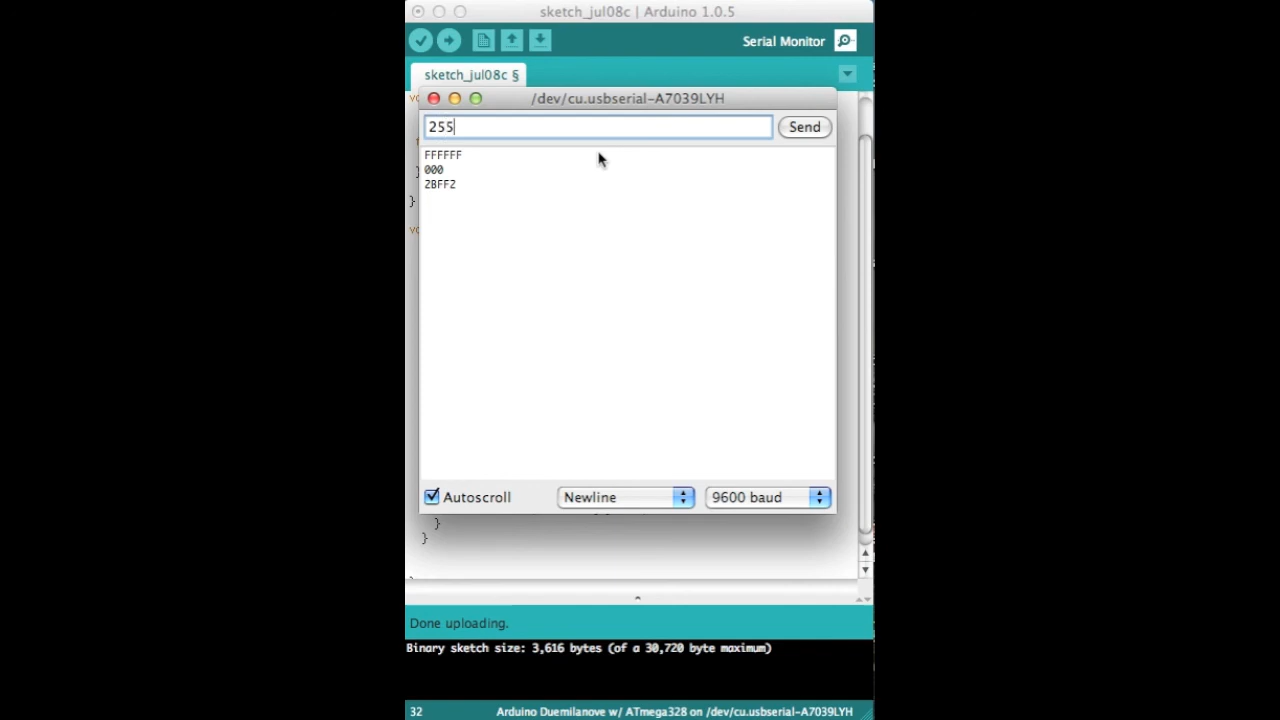 sketch_jul08c | Arduino 1.0.5
Serial Monitor
sketch_jul08c §
/dev/cu.usbserial-A7039LYH
255
Send
FFFFFF
000
2BFF2
}
}
Autoscroll
Newline
9600 baud
}
}
Done uploading.
Binary sketch size: 3,616 bytes (of a 30,720 byte maximum)
32
Arduino Duemilanove w/ ATmega328 on /dev/cu.usbserial-A7039LYH